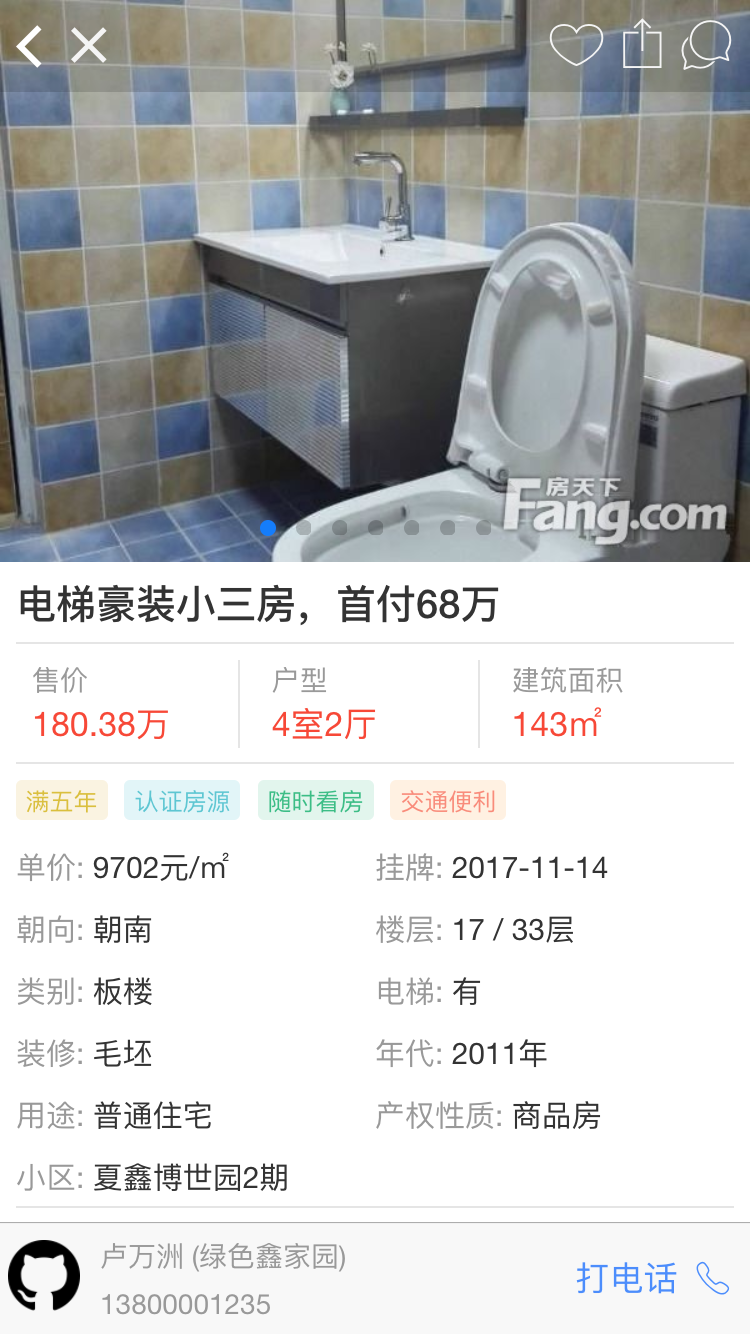 房天下
Fang.com
电梯豪装小三房，首付68万
售价 户型 建筑面积
180.38万 4室2厅 143㎡
满五年 认证房源 随时看房 交通便利
单价: 9702元/㎡ 挂牌: 2017-11-14
朝向: 朝南 楼层: 17 / 33层
类别: 板楼 电梯: 有
装修: 毛坯 年代: 2011年
用途: 普通住宅 产权性质: 商品房
小区: 夏鑫博世园2期
卢万洲 (绿色鑫家园)
13800001235
打电话